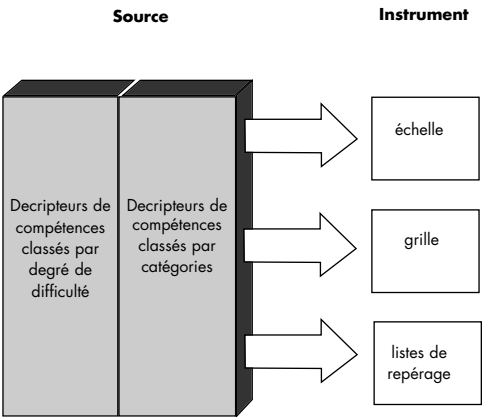 Source
Instrument
Decripteurs de
compétences
classés par
degré de
difficulté
Decripteurs de
compétences
classés par
catégories
échelle
grille
listes de
repérage